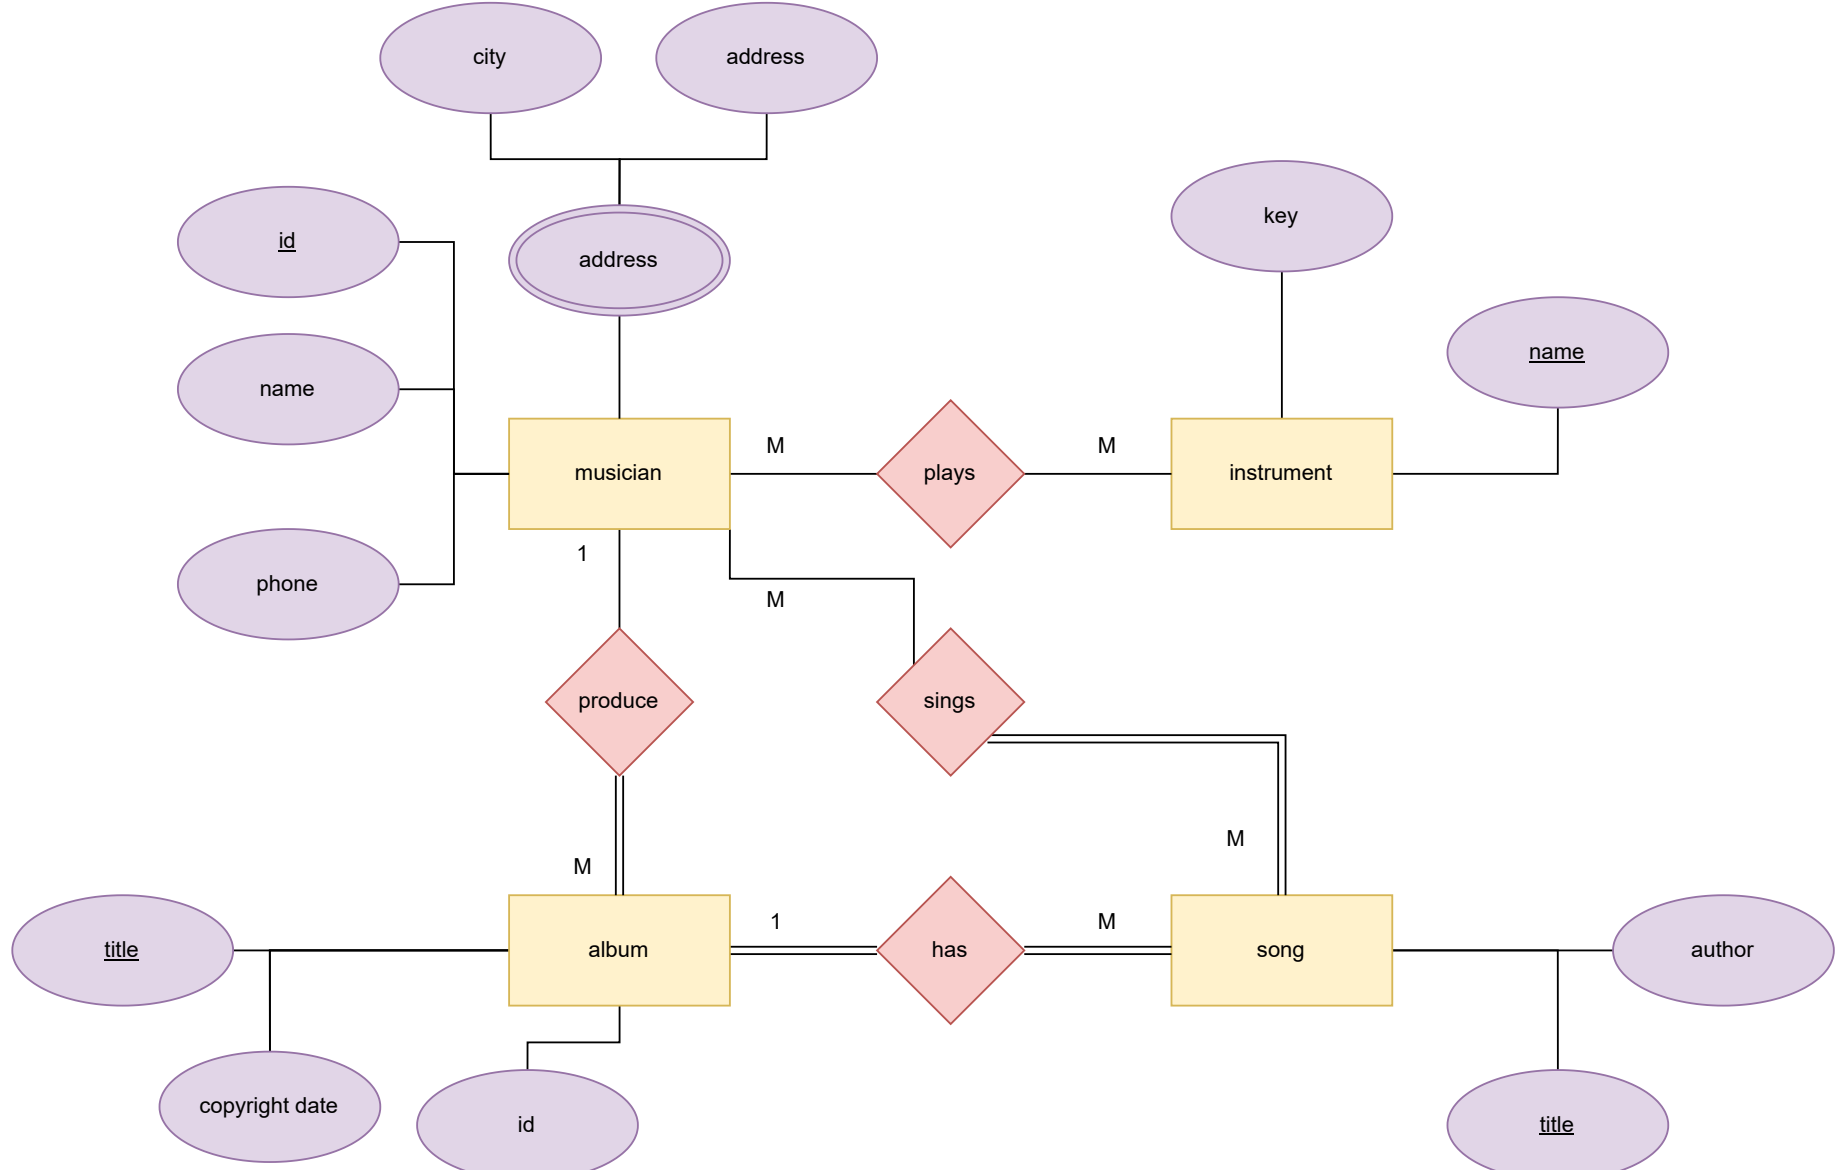 city
address
key
id
address
name
name
M
M
musician
plays
instrument
1
M
phone
produce
sings
M
M
1
M
title
album
has
song
author
copyright date
id
title